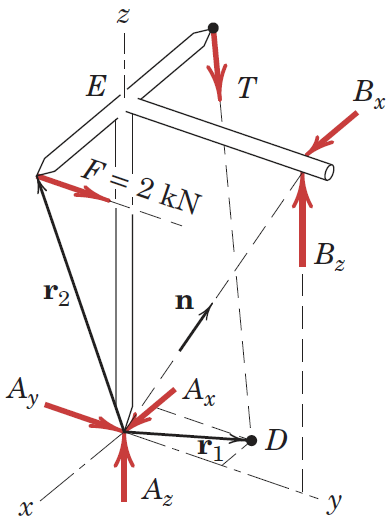 z
E
T
B_x
F = 2 kN
B_z
r_2
n
A_y
A_x
r_1
D
A_z
x
y